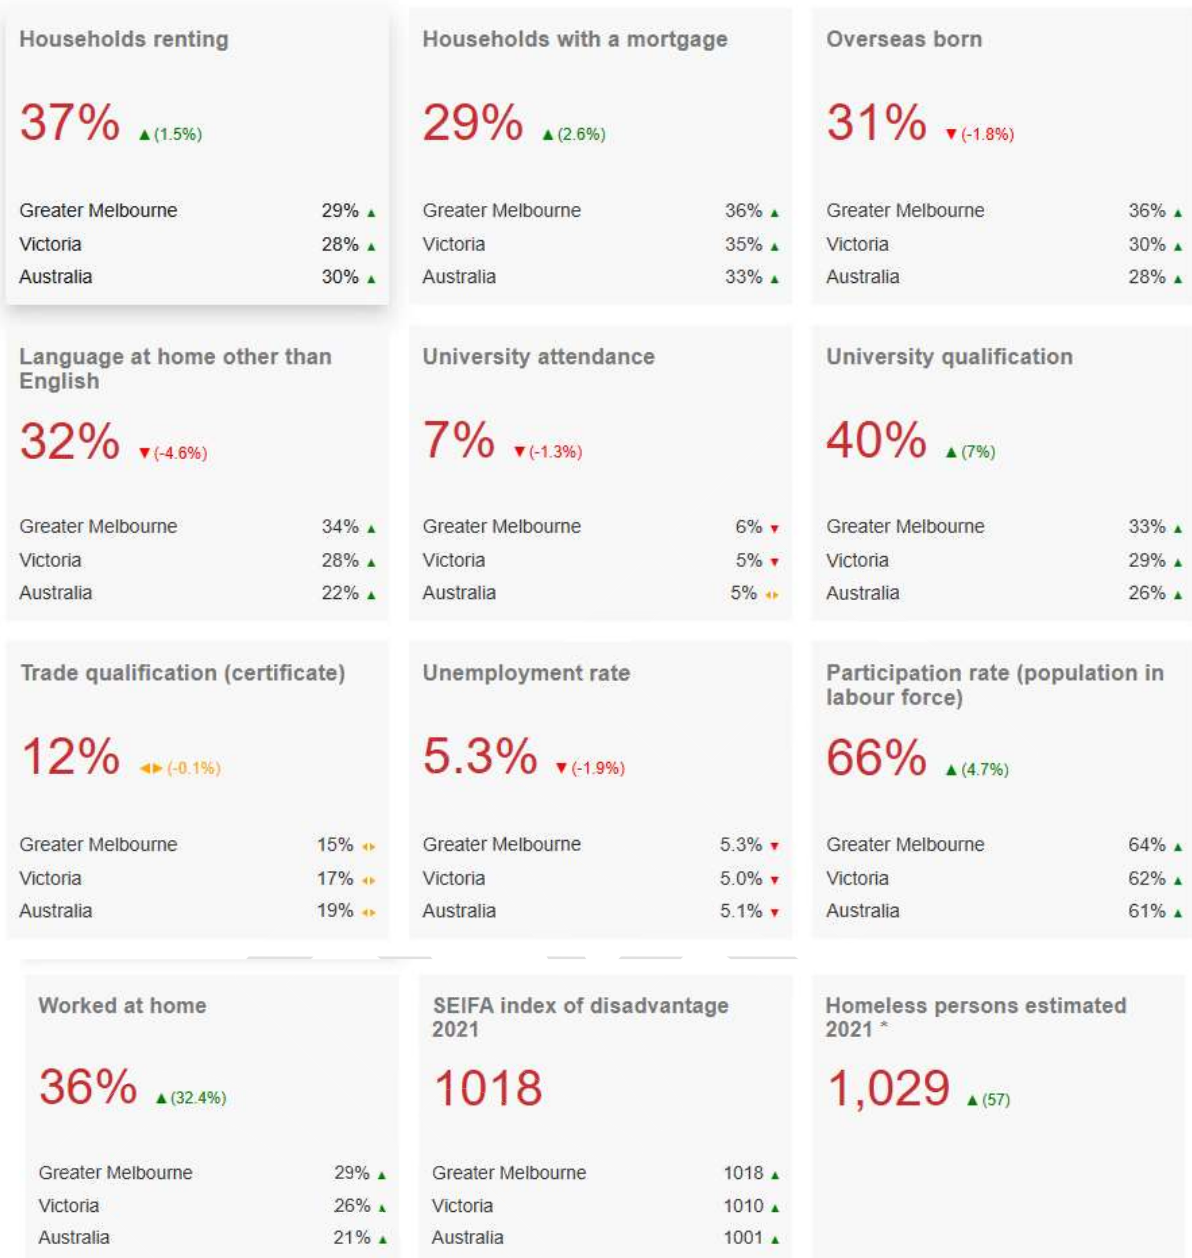 Households renting
37% ▲ (1.5%)
Greater Melbourne 29% ▲
Victoria 28% ▲
Australia 30% ▲
Households with a mortgage
29% ▲ (2.6%)
Greater Melbourne 36% ▲
Victoria 35% ▲
Australia 33% ▲
Overseas born
31% ▼ (-1.8%)
Greater Melbourne 36% ▲
Victoria 30% ▲
Australia 28% ▲
Language at home other than
English
32% ▼ (-4.6%)
Greater Melbourne 34% ▲
Victoria 28% ▲
Australia 22% ▲
University attendance
7% ▼ (-1.3%)
Greater Melbourne 6% ▼
Victoria 5% ▼
Australia 5% ◀▶
University qualification
40% ▲ (7%)
Greater Melbourne 33% ▲
Victoria 29% ▲
Australia 26% ▲
Trade qualification (certificate)
12% ◀▶ (-0.1%)
Greater Melbourne 15% ◀▶
Victoria 17% ◀▶
Australia 19% ◀▶
Unemployment rate
5.3% ▼ (-1.9%)
Greater Melbourne 5.3% ▼
Victoria 5.0% ▼
Australia 5.1% ▼
Participation rate (population in
labour force)
66% ▲ (4.7%)
Greater Melbourne 64% ▲
Victoria 62% ▲
Australia 61% ▲
Worked at home
36% ▲ (32.4%)
Greater Melbourne 29% ▲
Victoria 26% ▲
Australia 21% ▲
SEIFA index of disadvantage
2021
1018
Greater Melbourne 1018 ▲
Victoria 1010 ▲
Australia 1001 ▲
Homeless persons estimated
2021 *
1,029 ▲ (57)